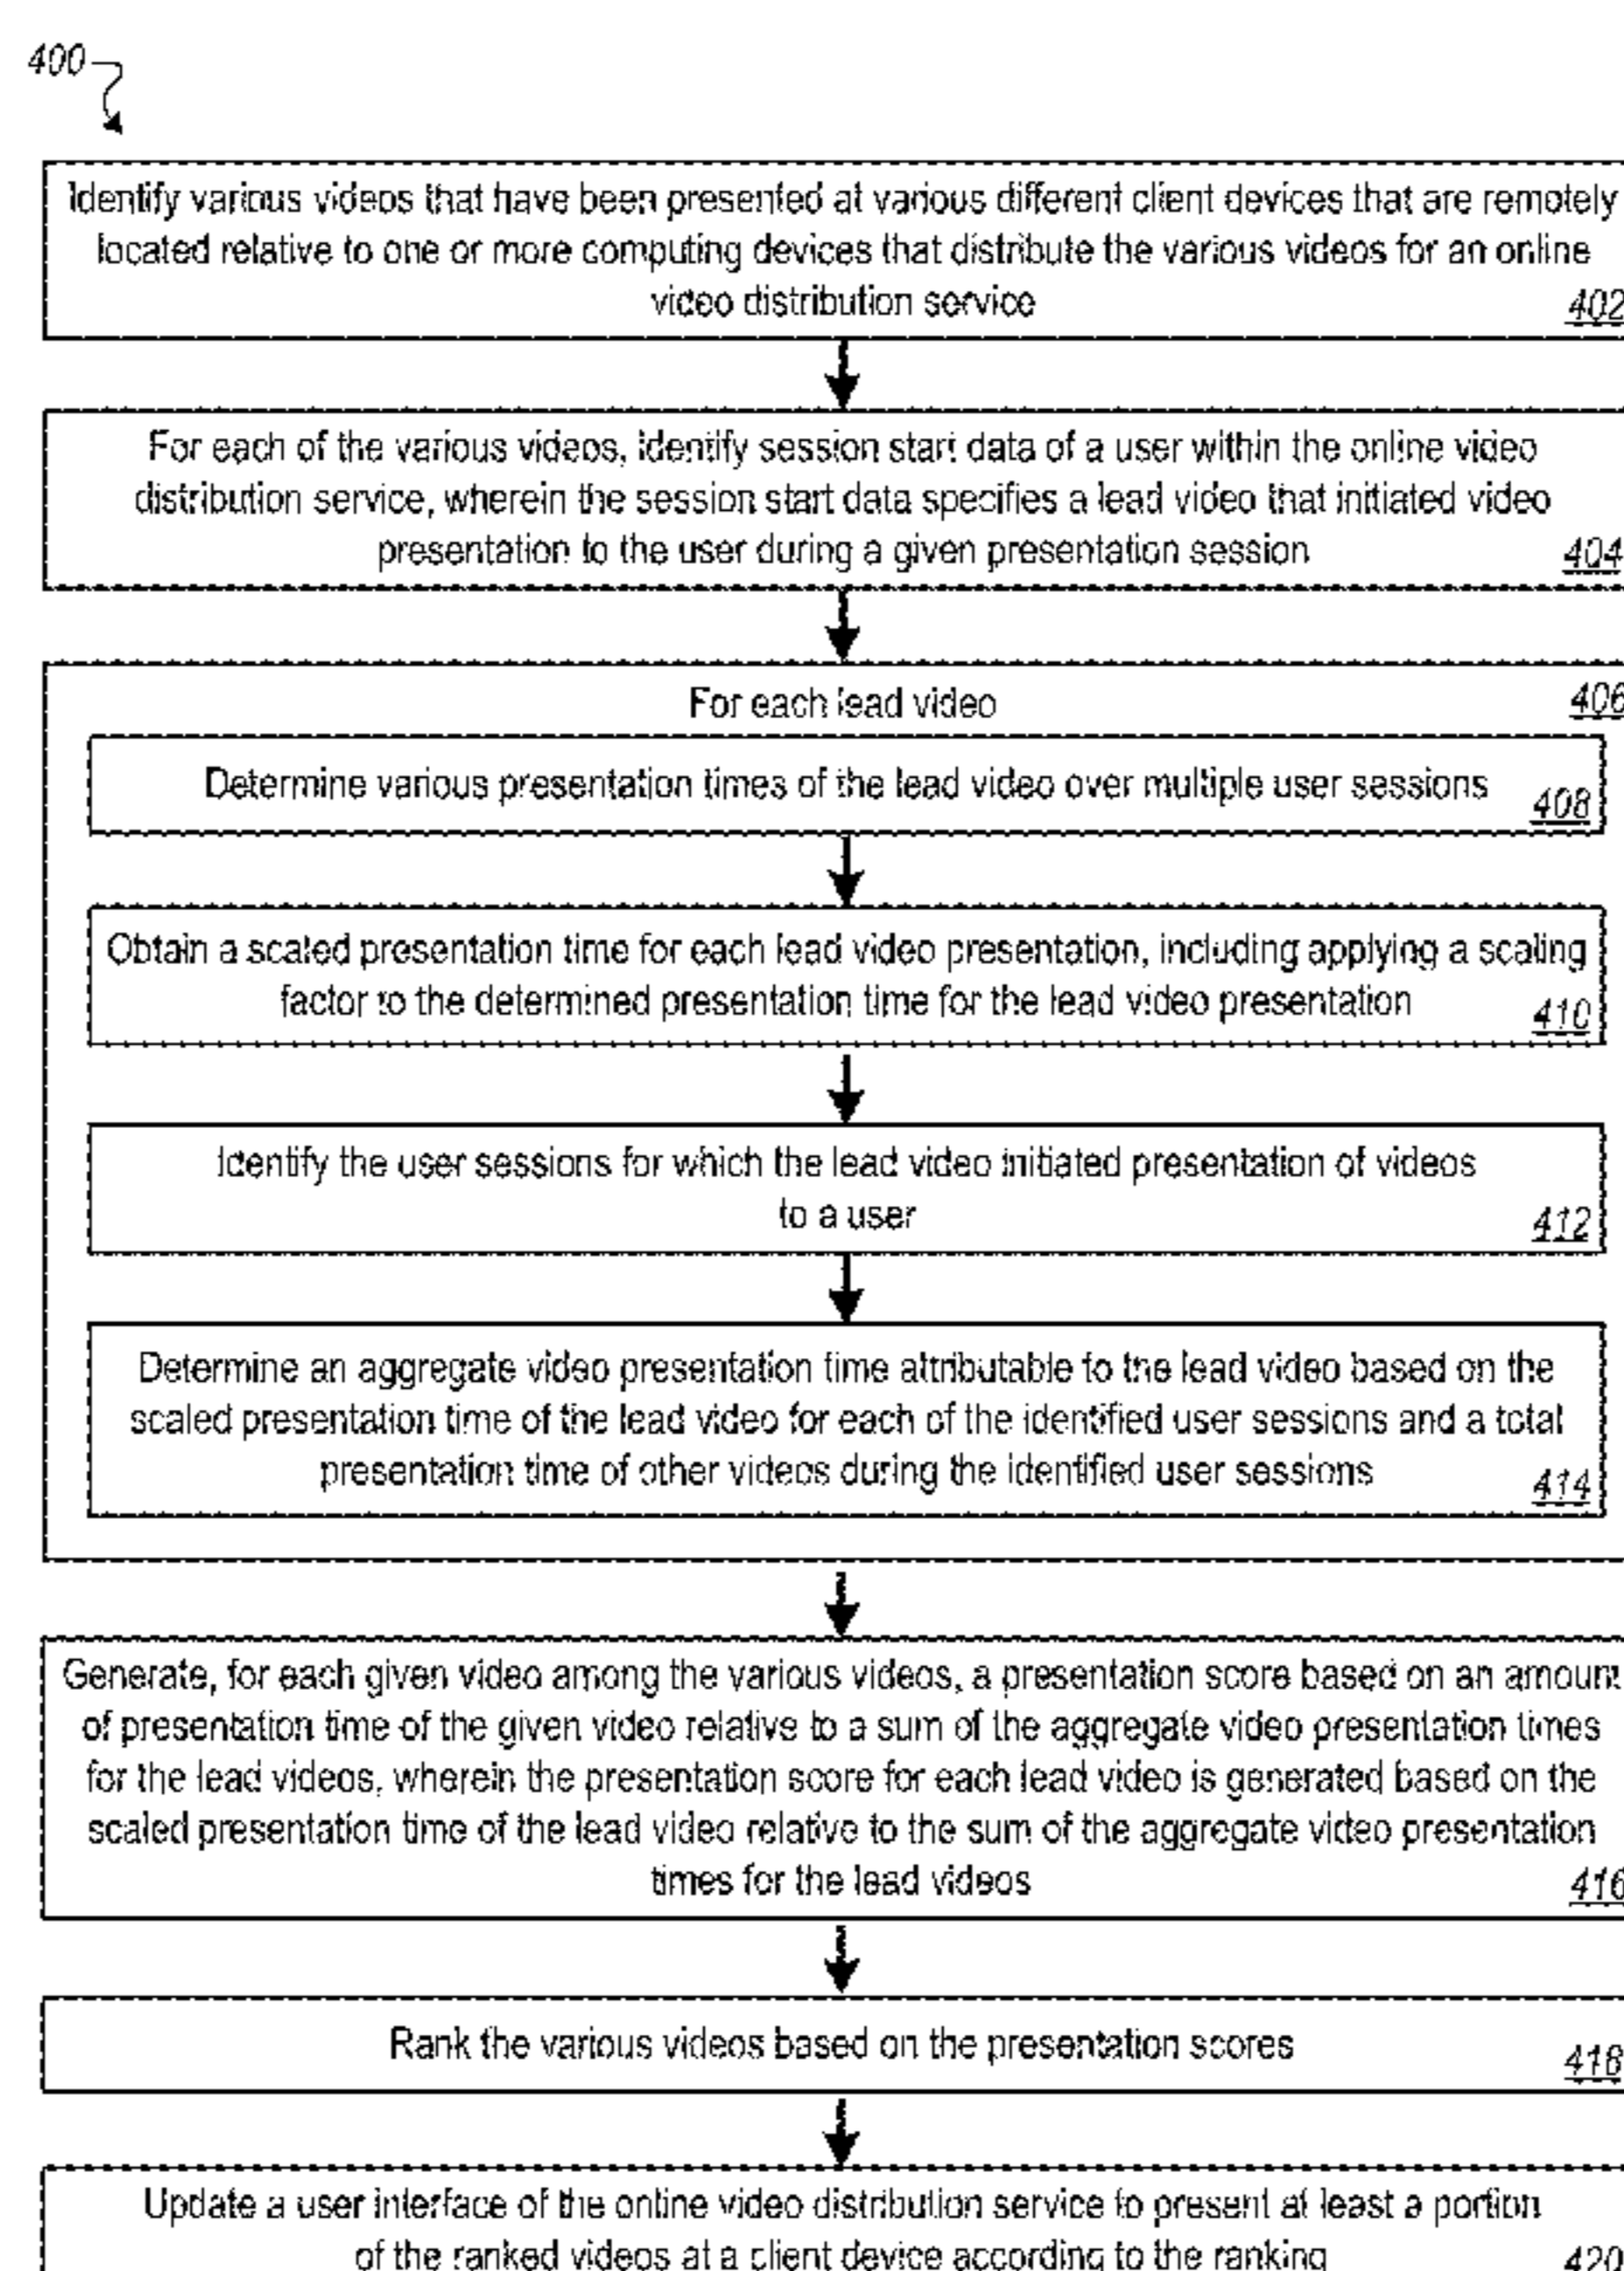 400
Identify various videos that have been presented at various different client devices that are remotely
located relative to one or more computing devices that distribute the various videos for an online
video distribution service
402
For each of the various videos, identify session start data of a user within the online video
distribution service, wherein the session start data specifies a lead video that initiated video
presentation to the user during a given presentation session
404
For each lead video
406
Determine various presentation times of the lead video over multiple user sessions
408
Obtain a scaled presentation time for each lead video presentation, including applying a scaling
factor to the determined presentation time for the lead video presentation
410
Identify the user sessions for which the lead video initiated presentation of videos
to a user
412
Determine an aggregate video presentation time attributable to the lead video based on the
scaled presentation time of the lead video for each of the identified user sessions and a total
presentation time of other videos during the identified user sessions
414
Generate, for each given video among the various videos, a presentation score based on an amount
of presentation time of the given video relative to a sum of the aggregate video presentation times
for the lead videos, wherein the presentation score for each lead video is generated based on the
scaled presentation time of the lead video relative to the sum of the aggregate video presentation
times for the lead videos
416
Rank the various videos based on the presentation scores
418
Update a user interface of the online video distribution service to present at least a portion
of the ranked videos at a client device according to the ranking
420